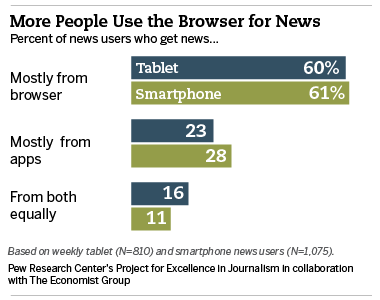 More People Use the Browser for News
Percent of news users who get news...
Mostly from
browser
Tablet 60%
Smartphone 61%
Mostly from
apps
23
28
From both
equally
16
11
Based on weekly tablet (N=810) and smartphone news users (N=1,075).
Pew Research Center's Project for Excellence in Journalism in collaboration
with The Economist Group